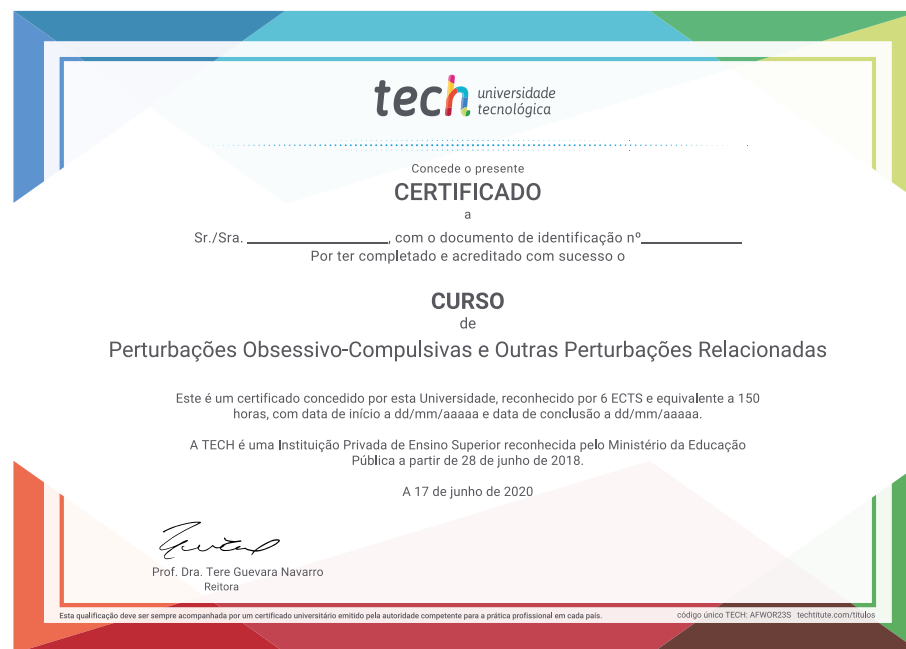 tech universidade
tecnológica
Concede o presente
CERTIFICADO
a
Sr./Sra. ____________________, com o documento de identificação nº______________
Por ter completado e acreditado com sucesso o
CURSO
de
Perturbações Obsessivo-Compulsivas e Outras Perturbações Relacionadas
Este é um certificado concedido por esta Universidade, reconhecido por 6 ECTS e equivalente a 150
horas, com data de início a dd/mm/aaaaa e data de conclusão a dd/mm/aaaaa.
A TECH é uma Instituição Privada de Ensino Superior reconhecida pelo Ministério da Educação
Pública a partir de 28 de junho de 2018.
A 17 de junho de 2020
Prof. Dra. Tere Guevara Navarro
Reitora
Esta qualificação deve ser sempre acompanhada por um certificado universitário emitido pela autoridade competente para a prática profissional em cada país.
código único TECH: AFWOR23S techtitute.com/titulos